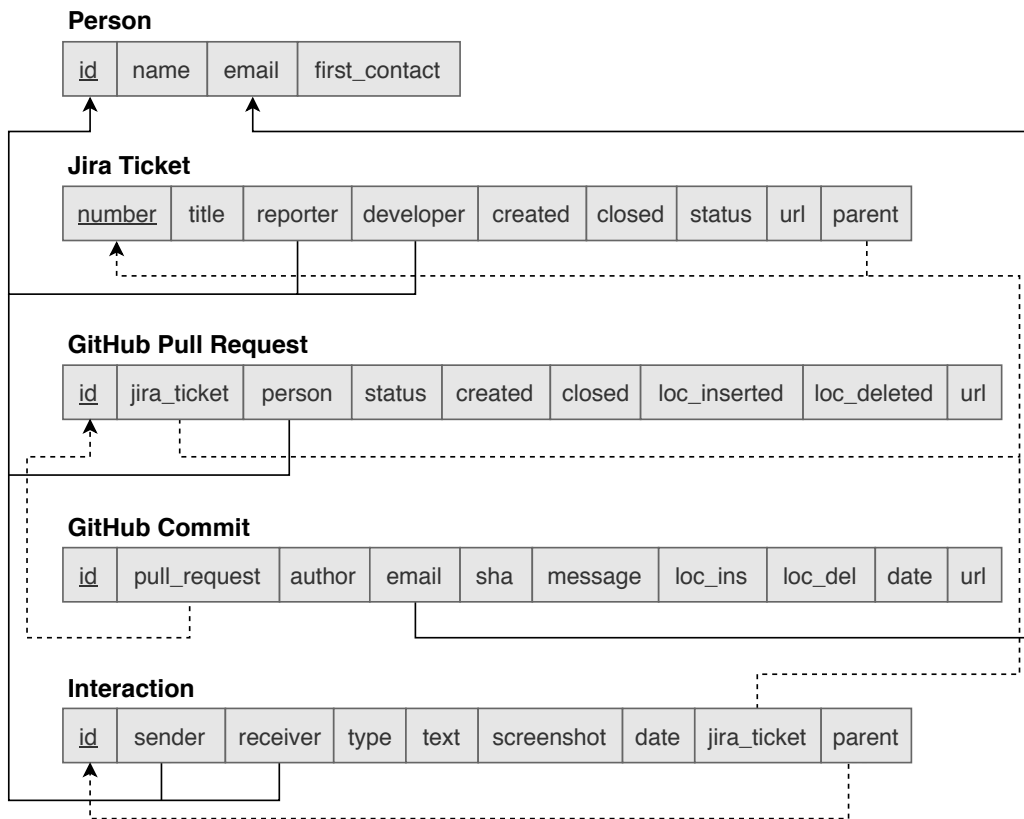 Person
id name email first_contact
Jira Ticket
number title reporter developer created closed status url parent
GitHub Pull Request
id jira_ticket person status created closed loc_inserted loc_deleted url
GitHub Commit
id pull_request author email sha message loc_ins loc_del date url
Interaction
id sender receiver type text screenshot date jira_ticket parent